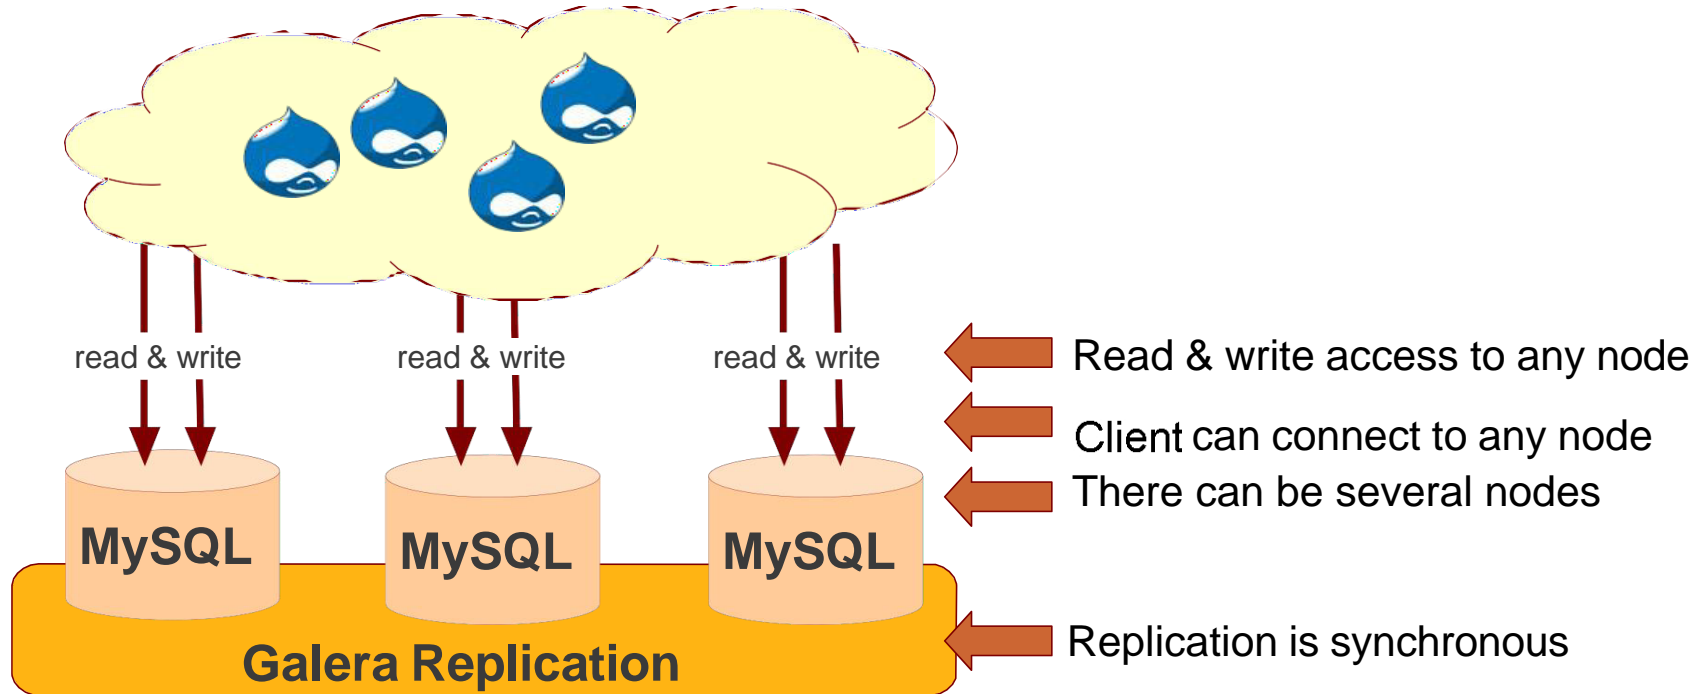 read & write
read & write
read & write
Read & write access to any node
Client can connect to any node
There can be several nodes
MySQL
MySQL
MySQL
Replication is synchronous
Galera Replication